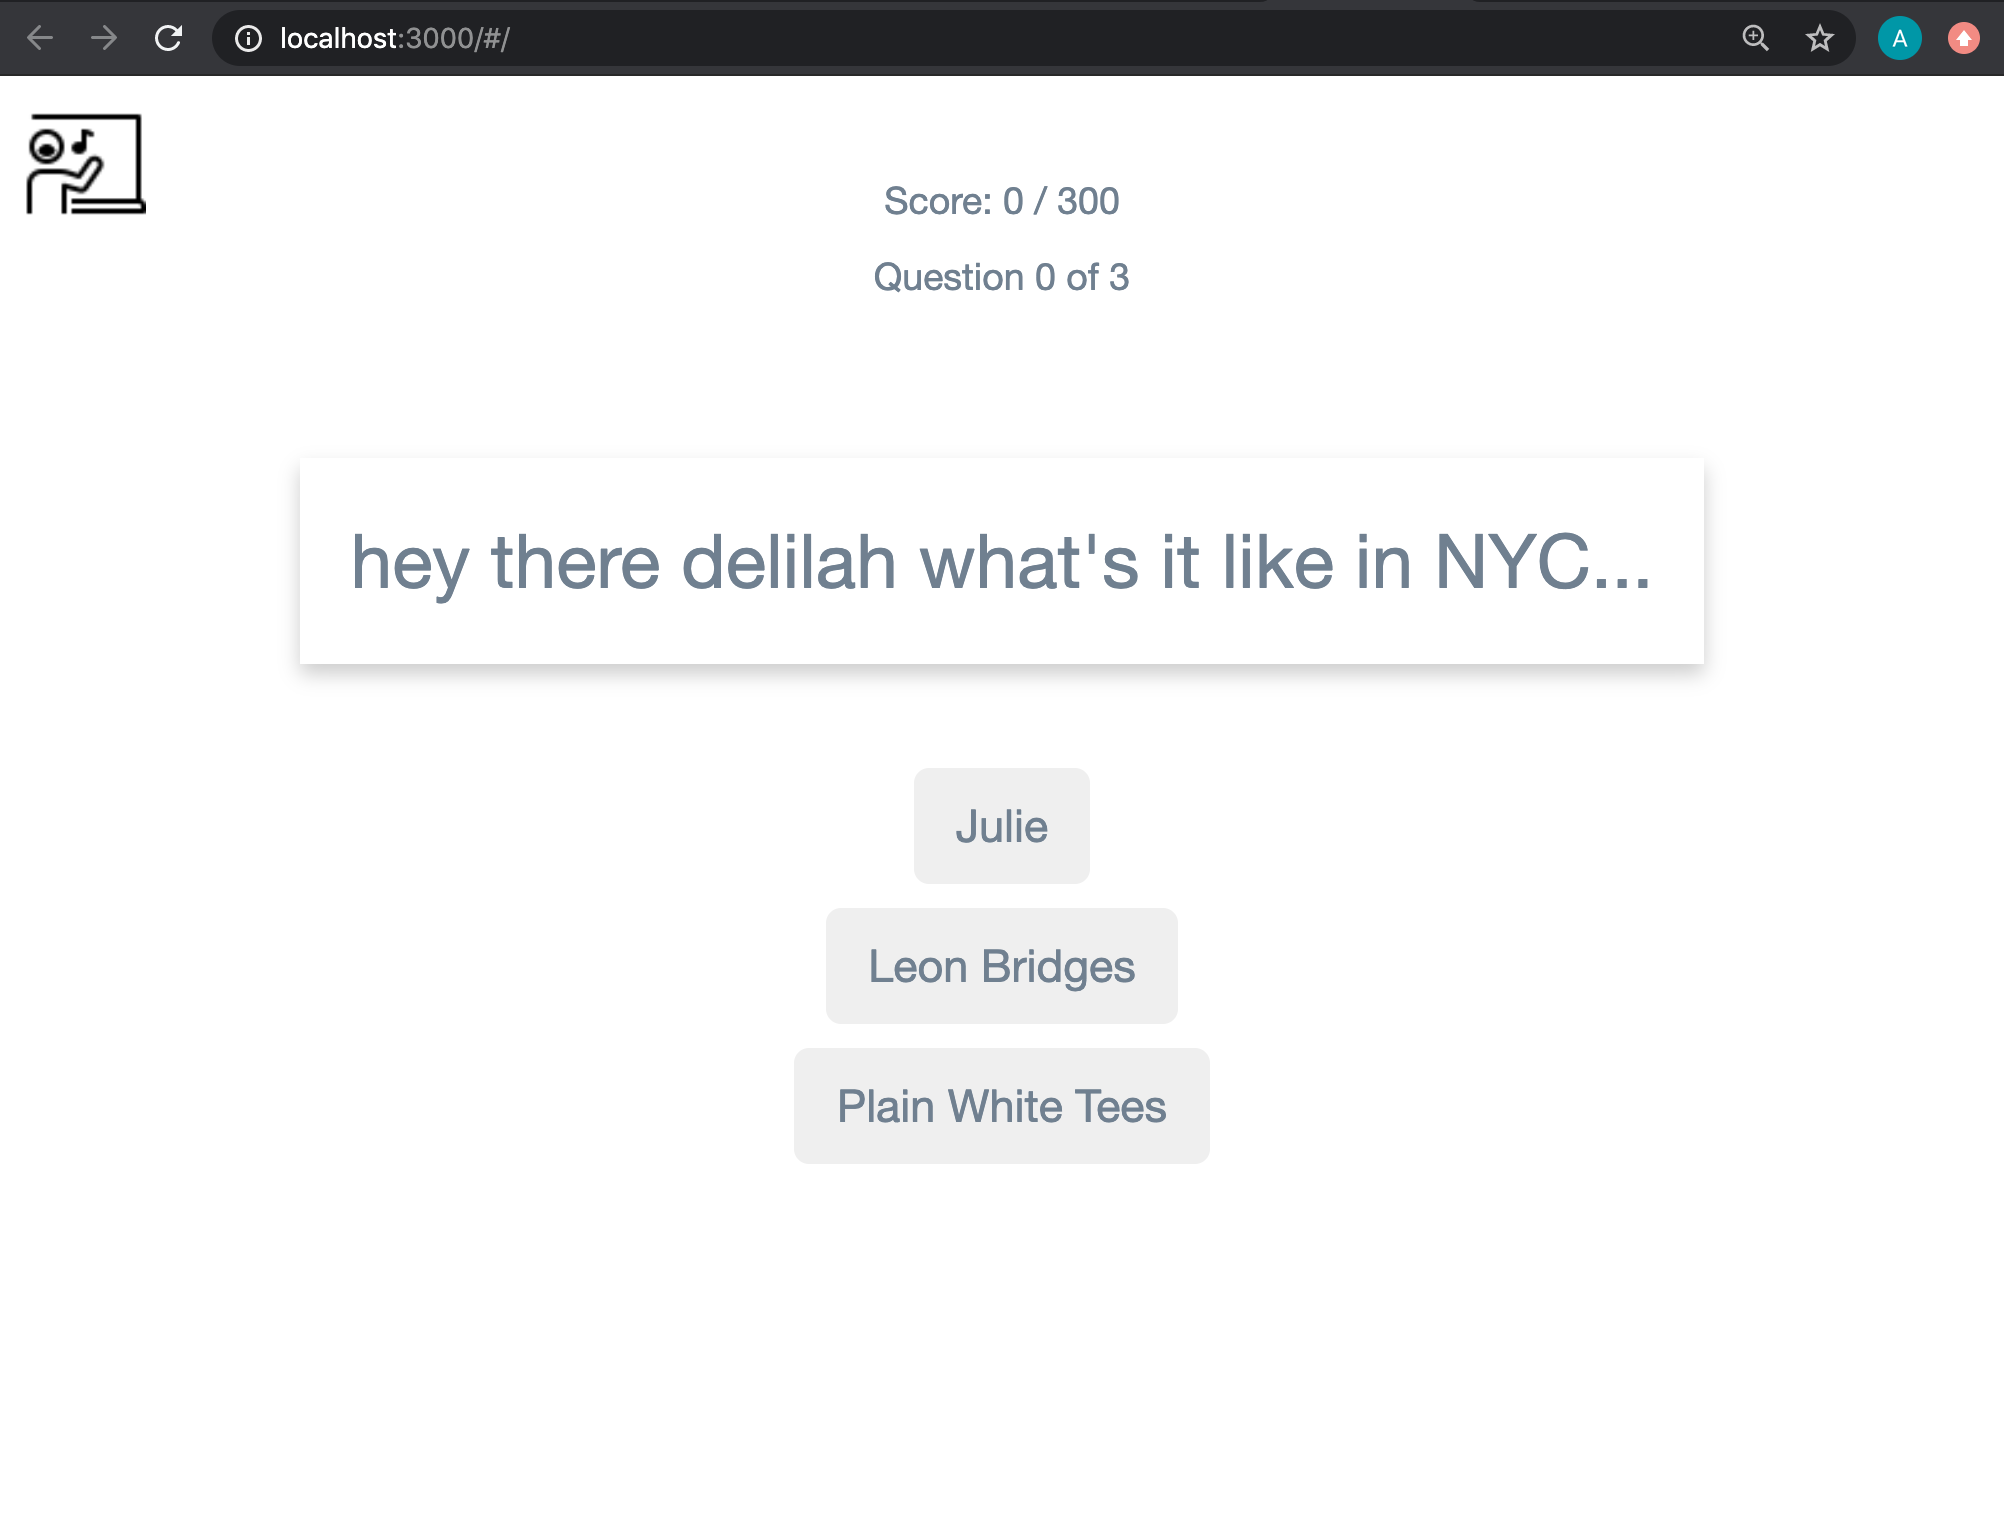 localhost:3000/#/
A
Score: 0 / 300
Question 0 of 3
hey there delilah what's it like in NYC...
Julie
Leon Bridges
Plain White Tees